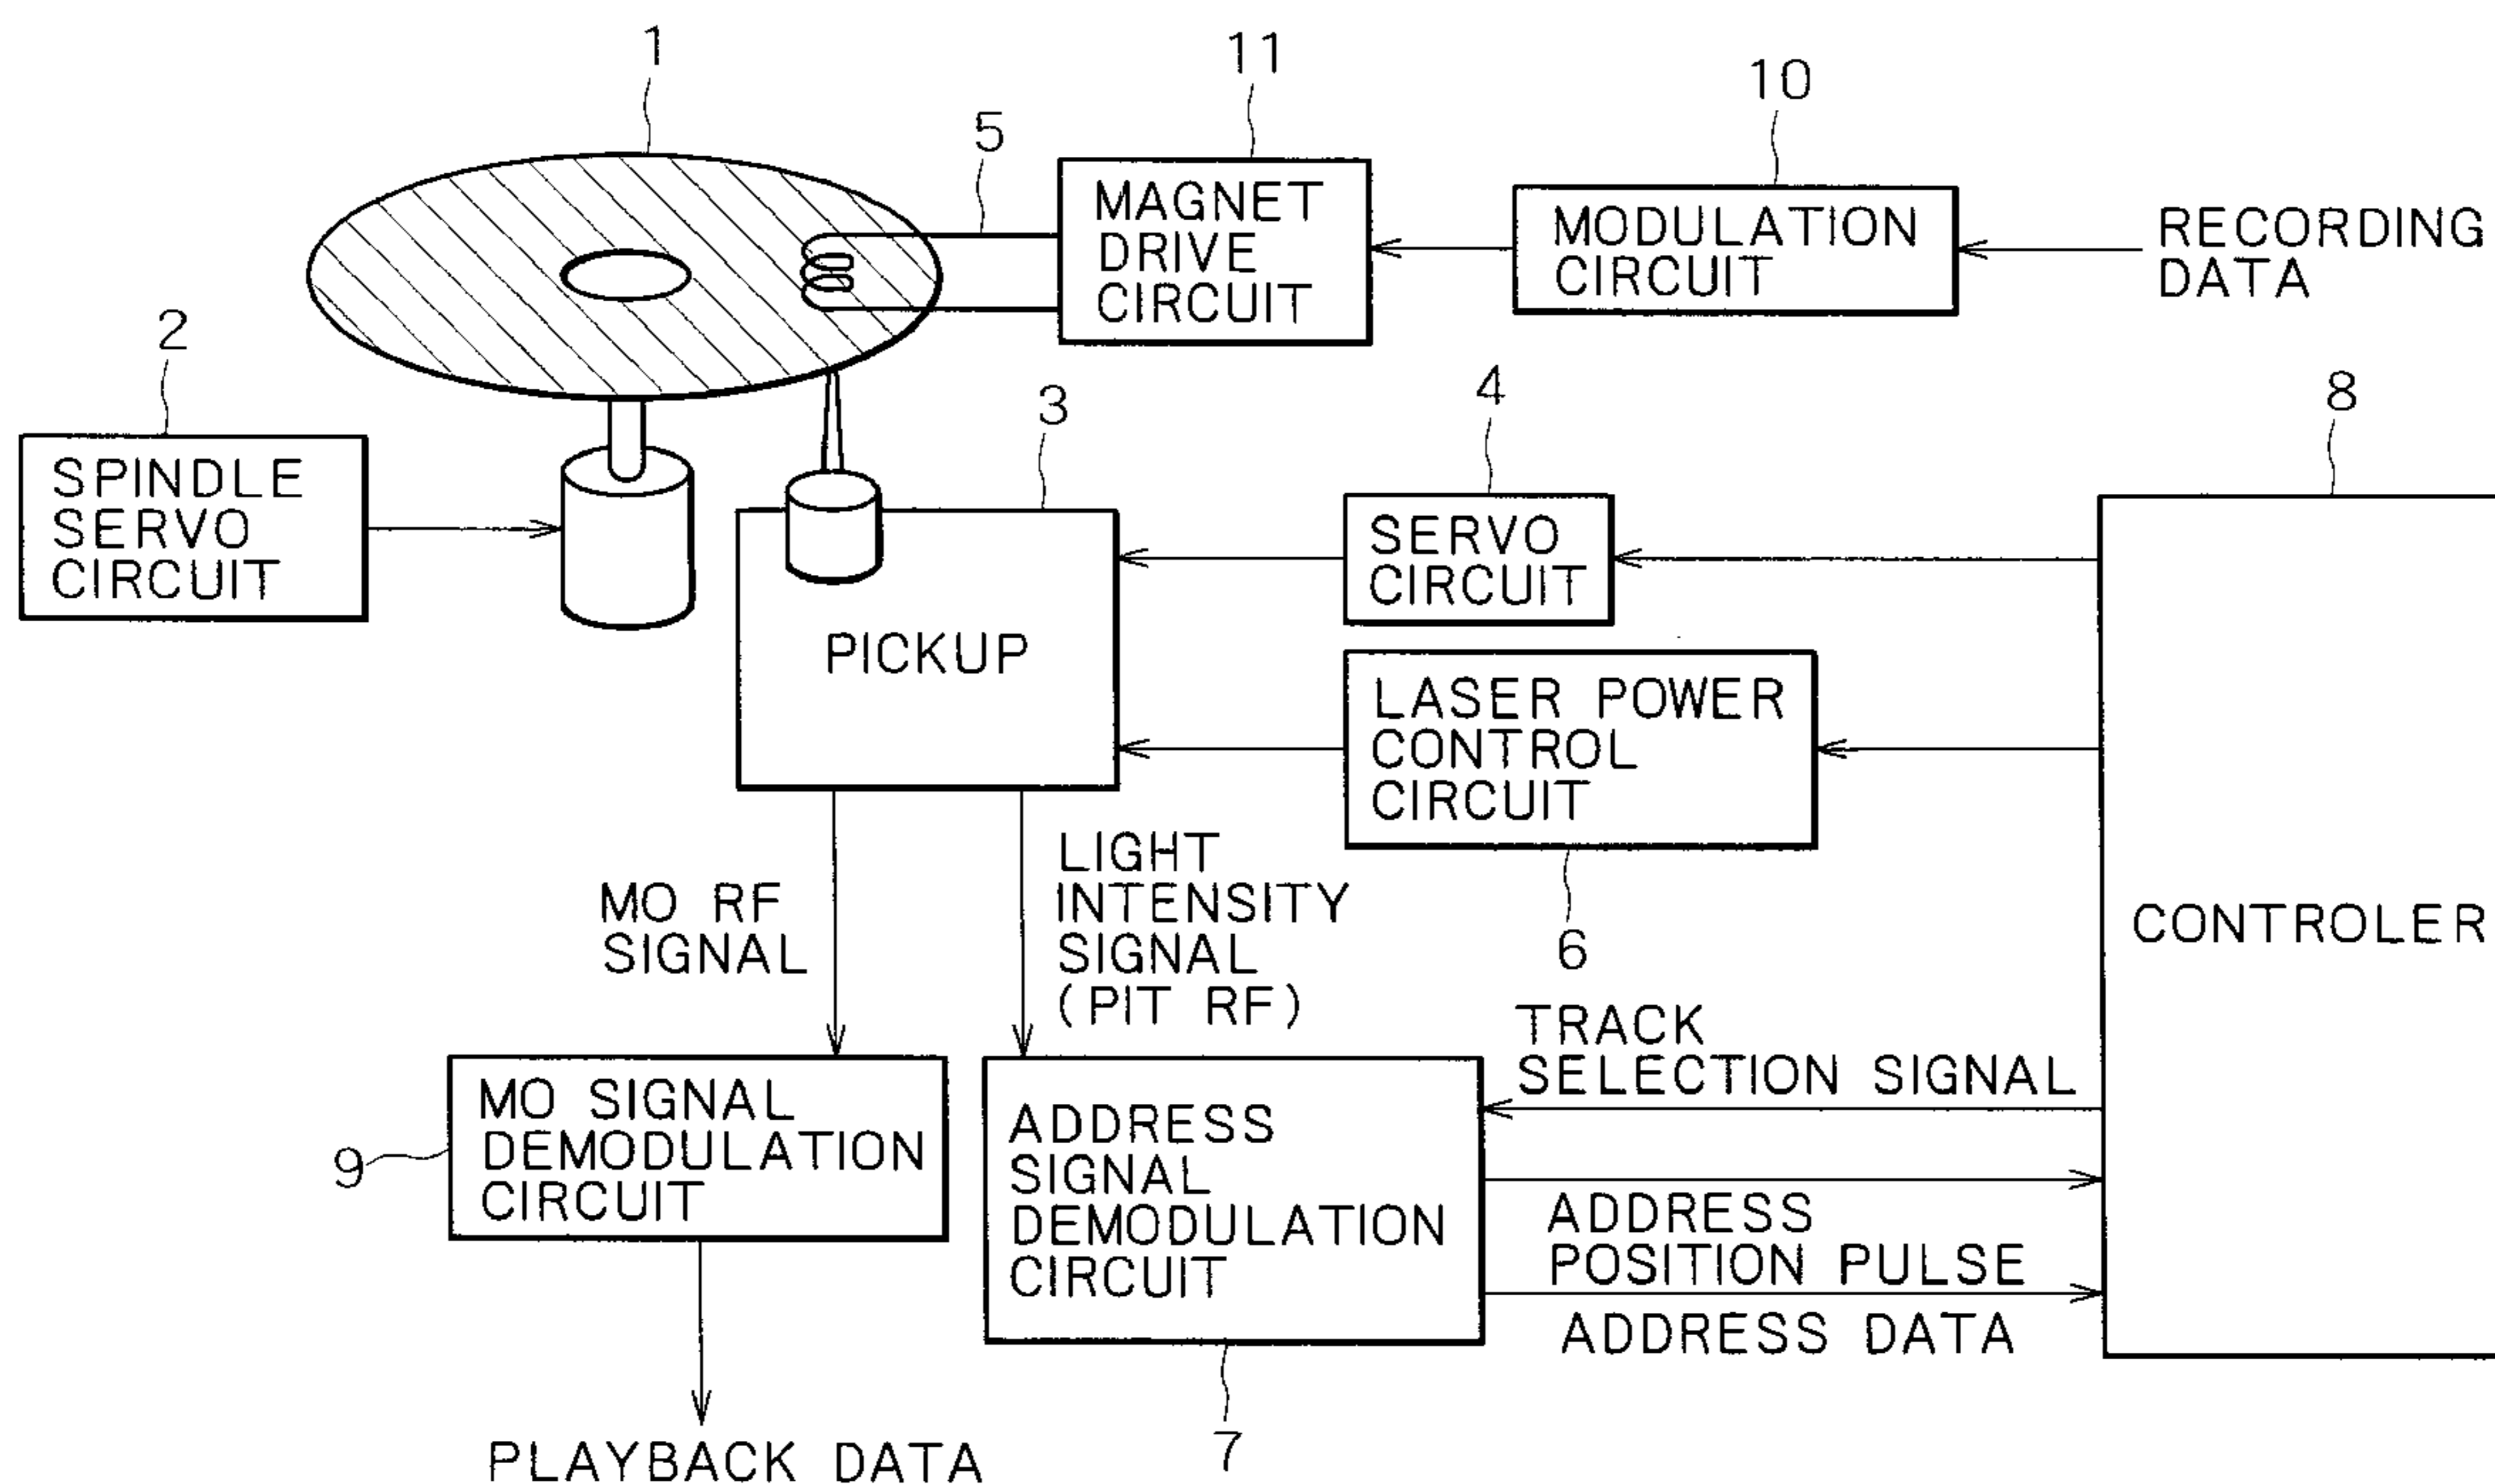 1
11
10
5
MAGNET
DRIVE
CIRCUIT
MODULATION
CIRCUIT
RECORDING
DATA
2
3
4
8
SPINDLE
SERVO
CIRCUIT
SERVO
CIRCUIT
PICKUP
LASER POWER
CONTROL
CIRCUIT
6
CONTROLER
MO RF
SIGNAL
LIGHT
INTENSITY
SIGNAL
(PIT RF)
TRACK
SELECTION SIGNAL
9
MO SIGNAL
DEMODULATION
CIRCUIT
ADDRESS
SIGNAL
DEMODULATION
CIRCUIT
ADDRESS
POSITION PULSE
ADDRESS DATA
7
PLAYBACK DATA